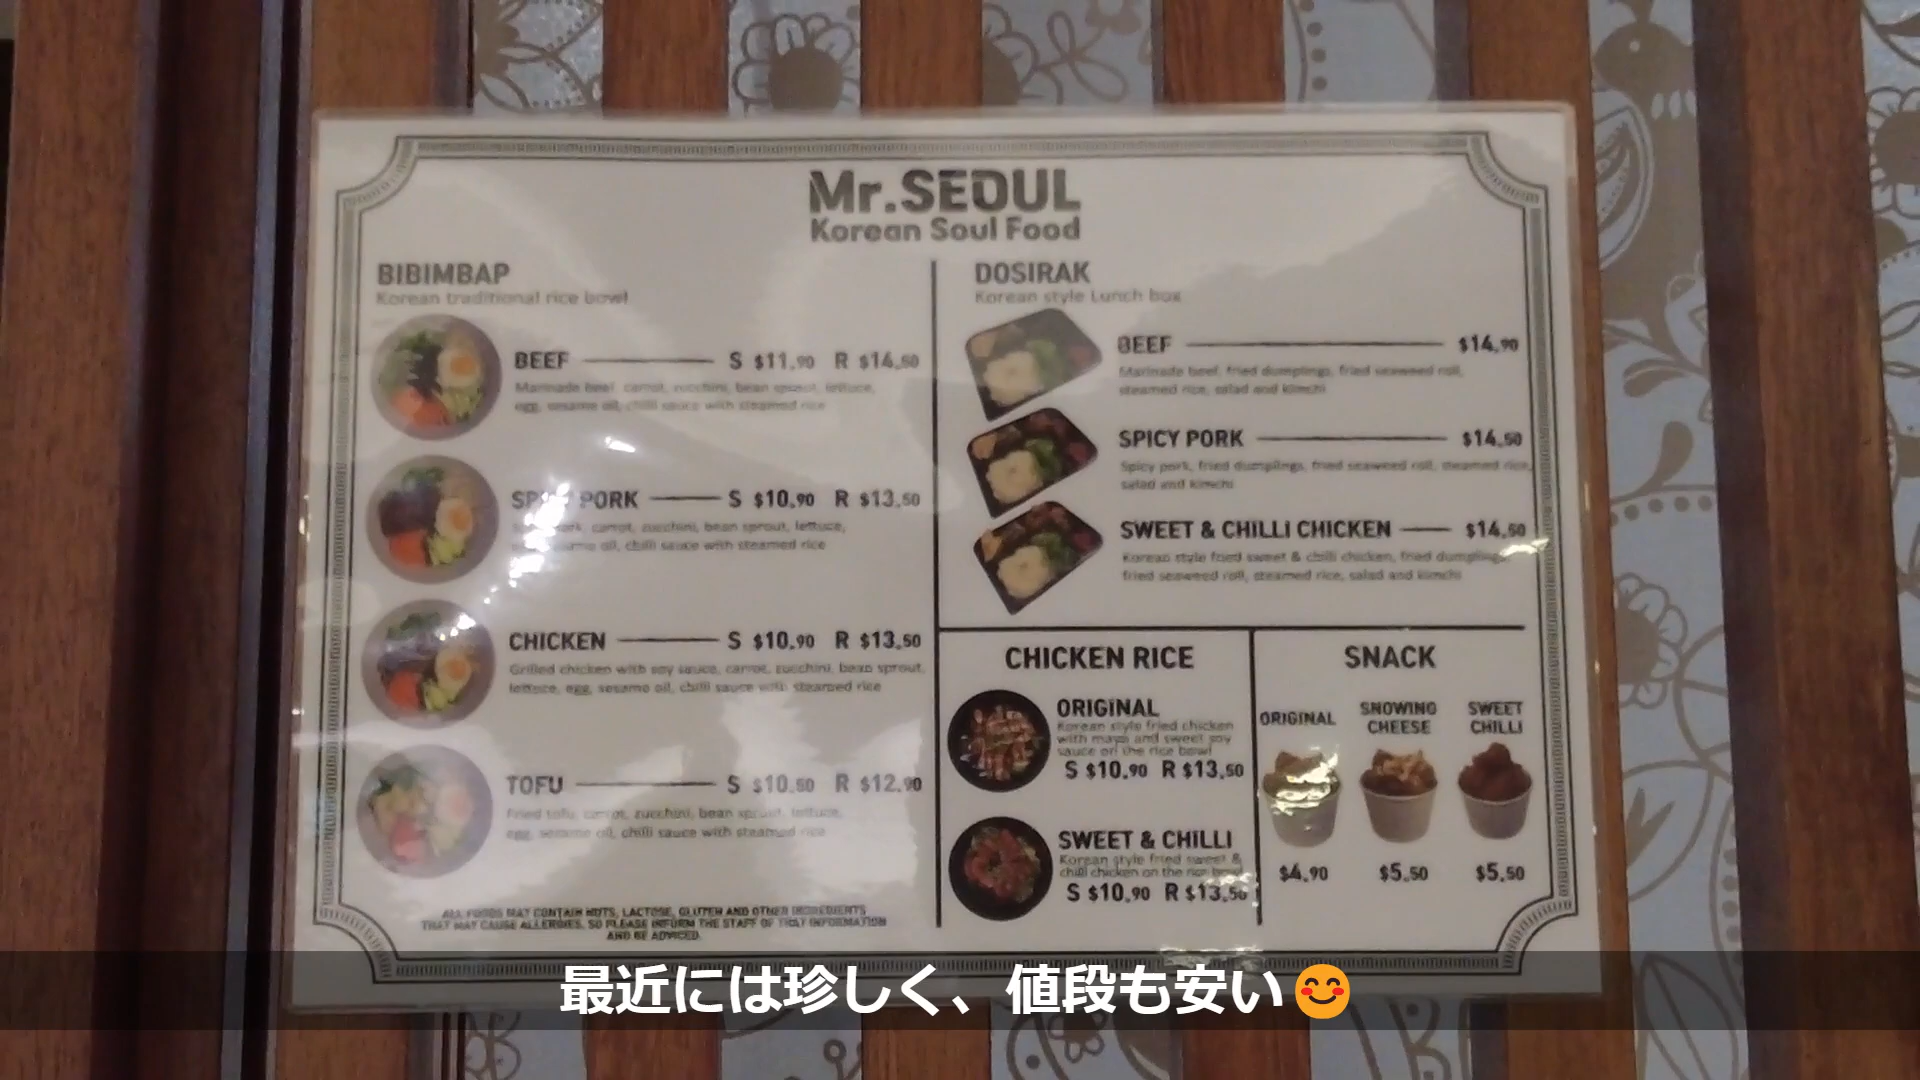 Mr.SEOUL
Korean Soul Food
BIBIMBAP
Korean traditional rice bowl
BEEF S $11.90 R $14.50
Marinade beef, carrot, zucchini, bean sprout, lettuce,
egg, sesame oil, chilli sauce with steamed rice
SPICY PORK S $10.90 R $13.50
pork, carrot, zucchini, bean sprout, lettuce,
oil, chilli sauce with steamed rice
CHICKEN S $10.90 R $13.50
Grilled chicken with soy sauce, carrot, zucchini, bean sprout,
lettuce, egg, sesame oil, chilli sauce with steamed rice
TOFU S $10.50 R $12.90
Fried tofu, carrot, zucchini, bean sprout, lettuce,
egg, sesame oil, chilli sauce with steamed rice
ALL FOODS MAY CONTAIN NUTS, LACTOSE, GLUTEN AND OTHER INGREDIENTS
THAT MAY CAUSE ALLERGIES, SO PLEASE INFORM THE STAFF OF THAT INFORMATION
AND BE ADVICED.
DOSIRAK
Korean style Lunch box
BEEF $14.90
Marinade beef, fried dumplings, fried seaweed roll,
steamed rice, salad and kimchi
SPICY PORK $14.50
Spicy pork, fried dumplings, fried seaweed roll, steamed rice,
salad and kimchi
SWEET & CHILLI CHICKEN $14.50
Korean style fried sweet & chilli chicken, fried dumplings,
fried seaweed roll, steamed rice, salad and kimchi
CHICKEN RICE
ORIGINAL
Korean style fried chicken
with mayo and sweet soy
sauce on the rice bowl
S $10.90 R $13.50
SWEET & CHILLI
Korean style fried sweet &
chilli chicken on the rice bowl
S $10.90 R $13.50
SNACK
ORIGINAL
SNOWING
CHEESE
SWEET
CHILLI
$4.90 $5.50 $5.50
最近には珍しく、値段も安い😊